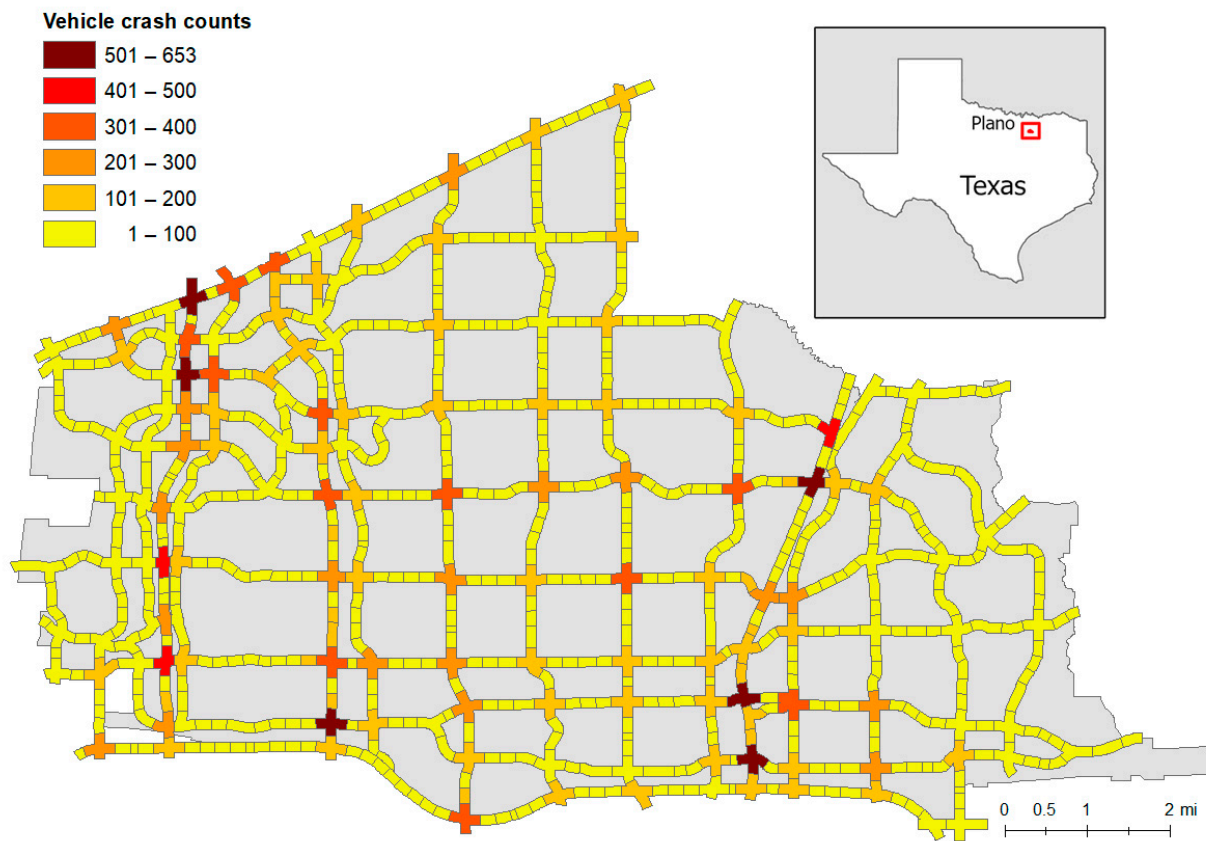 Vehicle crash counts
501 – 653
401 – 500
301 – 400
201 – 300
101 – 200
1 – 100
Plano
Texas
0 0.5 1 2 mi